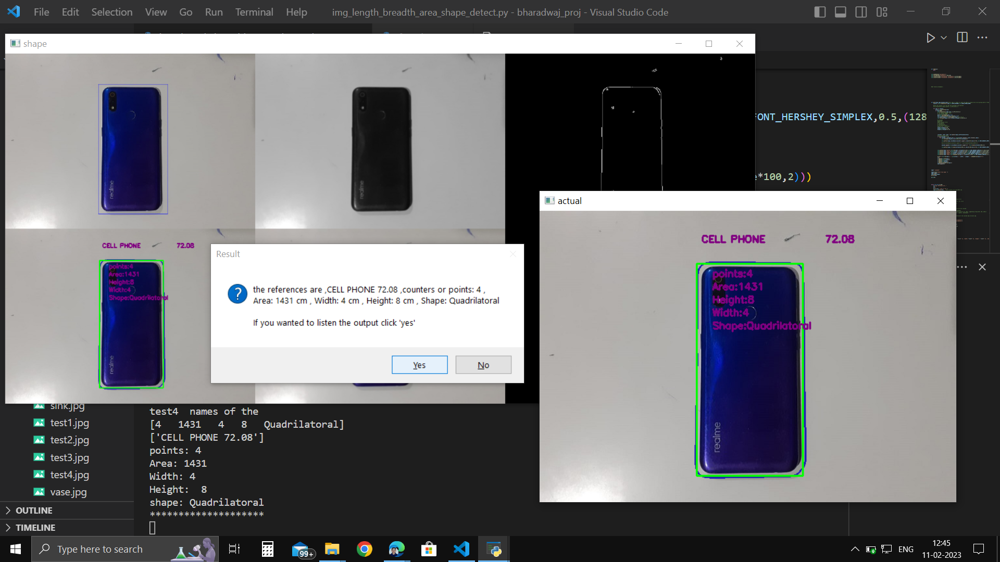 File Edit Selection View Go Run Terminal Help
img_length_breadth_area_shape_detect.py - bharadwaj_proj - Visual Studio Code
shape
FONT_HERSHEY_SIMPLEX,0.5,(128
*100,2)))
realme
realme
actual
CELL PHONE 72.08
points:4
Area:1431
Height:8
Width:4
Shape:Quadrilatoral
realme
CELL PHONE 72.08
points:4
Area:1431
Height:8
Width:4
Shape:Quadrilatoral
realme
Result
the references are ,CELL PHONE 72.08 ,counters or points: 4 ,
Area: 1431 cm , Width: 4 cm , Height: 8 cm , Shape: Quadrilatoral
If you wanted to listen the output click 'yes'
Yes
No
sink.jpg
test1.jpg
test2.jpg
test3.jpg
test4.jpg
vase.jpg
OUTLINE
TIMELINE
test4 names of the
[4 1431 4 8 Quadrilatoral]
['CELL PHONE 72.08']
points: 4
Area: 1431
Width: 4
Height: 8
shape: Quadrilatoral
********************
Type here to search
99+
ENG
12:45
11-02-2023